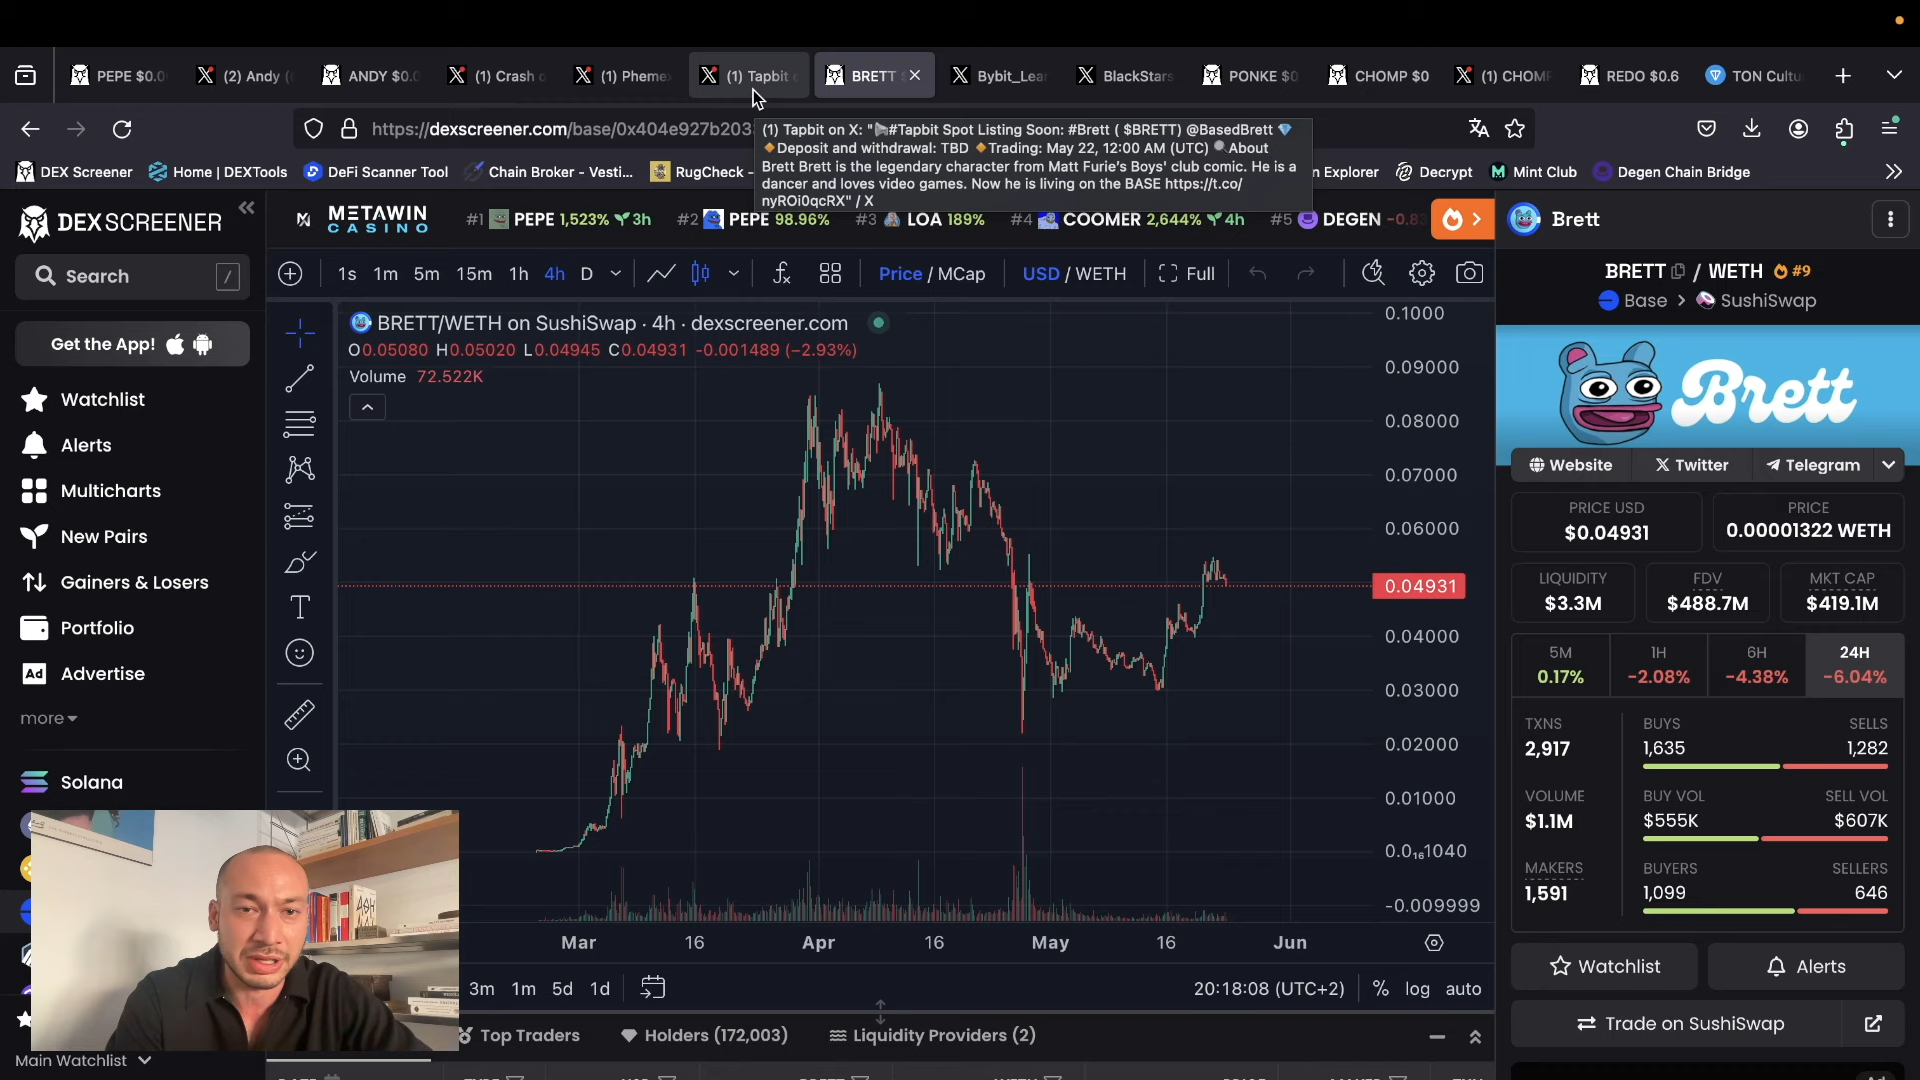 PEPE $0.0
(2) Andy (
ANDY $0.0
(1) Crash o
(1) Pheme
(1) Tapbit
BRETT $
Bybit_Lea
BlackStars
PONKE $0
CHOMP $0
(1) CHOM
REDO $0.6
TON Cultu
https://dexscreener.com/base/0x404e927b203
(1) Tapbit on X: "📢#Tapbit Spot Listing Soon: #Brett ( $BRETT) @BasedBrett 💎
🔸Deposit and withdrawal: TBD 🔸Trading: May 22, 12:00 AM (UTC) 🔍About
Brett Brett is the legendary character from Matt Furie's Boys' club comic. He is a
dancer and loves video games. Now he is living on the BASE https://t.co/
nyROi0qcRX" / X
DEX Screener
Home | DEXTools
DeFi Scanner Tool
Chain Broker - Vesti...
RugCheck -
n Explorer
Decrypt
Mint Club
Degen Chain Bridge
DEX SCREENER
METAWIN
CASINO
#1 PEPE 1,523% 3h
#2 PEPE 98.96%
#3 LOA 189%
#4 COOMER 2,644% 4h
#5 DEGEN -0.8
Search /
Get the App!
Watchlist
Alerts
Multicharts
New Pairs
Gainers & Losers
Portfolio
Ad Advertise
more
Solana
Main Watchlist
1s 1m 5m 15m 1h 4h D
Price / MCap
USD / WETH
Full
BRETT/WETH on SushiSwap · 4h · dexscreener.com
O0.05080 H0.05020 L0.04945 C0.04931 -0.001489 (−2.93%)
Volume 72.522K
0.1000
0.09000
0.08000
0.07000
0.06000
0.04931
0.04000
0.03000
0.02000
0.01000
0.0₁₆1040
-0.009999
Mar 16 Apr 16 May 16 Jun
3m 1m 5d 1d
20:18:08 (UTC+2) % log auto
Top Traders
Holders (172,003)
Liquidity Providers (2)
Brett
BRETT / WETH #9
Base > SushiSwap
Brett
Website
Twitter
Telegram
PRICE USD
$0.04931
PRICE
0.00001322 WETH
LIQUIDITY
$3.3M
FDV
$488.7M
MKT CAP
$419.1M
5M
0.17%
1H
-2.08%
6H
-4.38%
24H
-6.04%
TXNS
2,917
BUYS
1,635
SELLS
1,282
VOLUME
$1.1M
BUY VOL
$555K
SELL VOL
$607K
MAKERS
1,591
BUYERS
1,099
SELLERS
646
Watchlist
Alerts
Trade on SushiSwap